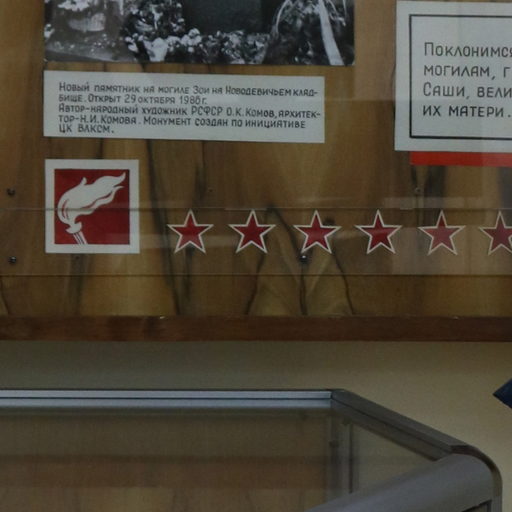 Новый памятник на могиле Зои на Новодевичьем клад-
бище. Открыт 29 октября 1986г.
Автор-народный художник РСФСР О.К.Комов, архитек-
тор-Н.И.Комова. Монумент создан по инициативе
ЦК ВЛКСМ.
Поклонимся
могилам, г
Саши, вели
их матери.